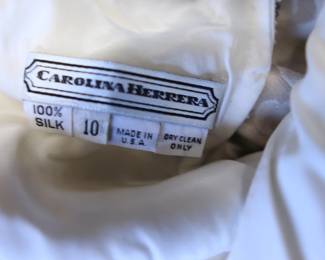 CAROLINA HERRERA
100% SILK
10
MADE IN U.S.A
DRY CLEAN ONLY